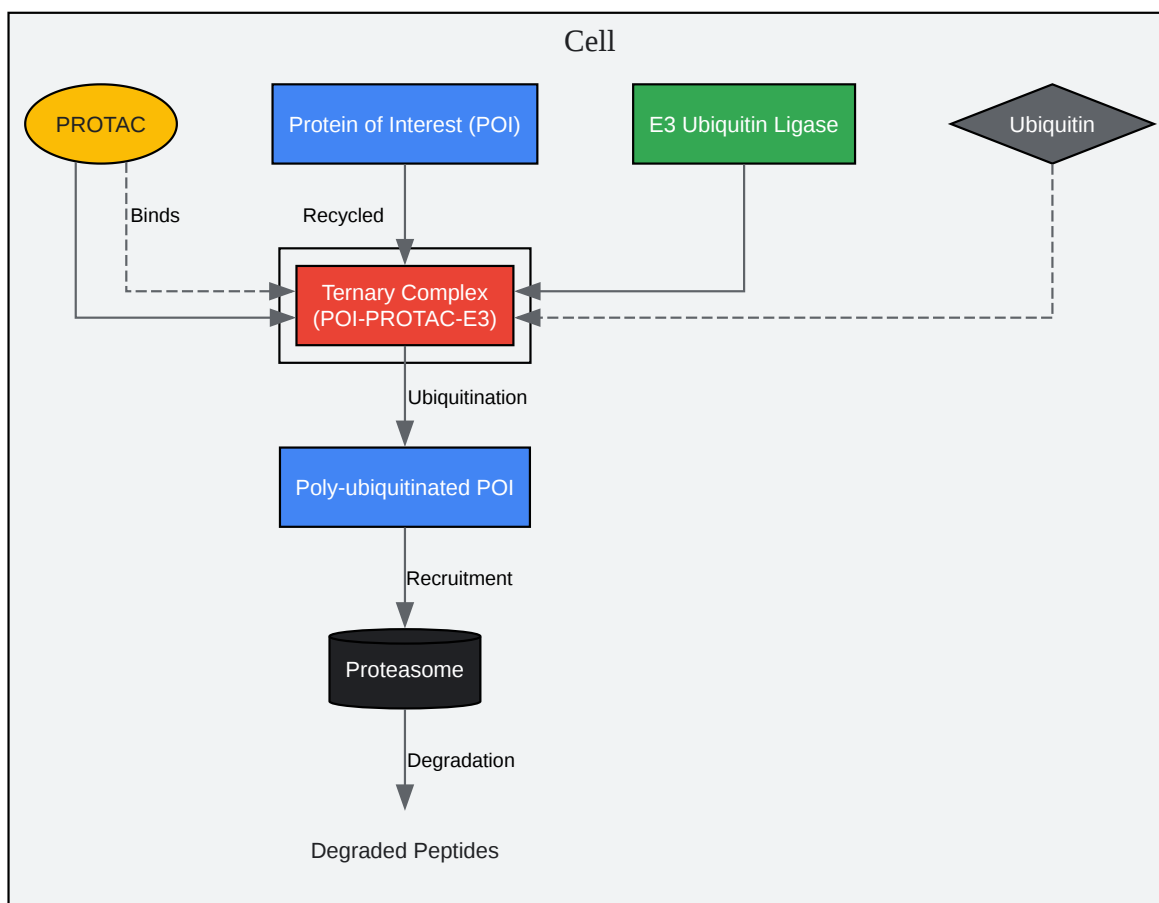 Cell
PROTAC
Protein of Interest (POI)
E3 Ubiquitin Ligase
Ubiquitin
Binds
Recycled
Ternary Complex
(POI-PROTAC-E3)
Ubiquitination
Poly-ubiquitinated POI
Recruitment
Proteasome
Degradation
Degraded Peptides